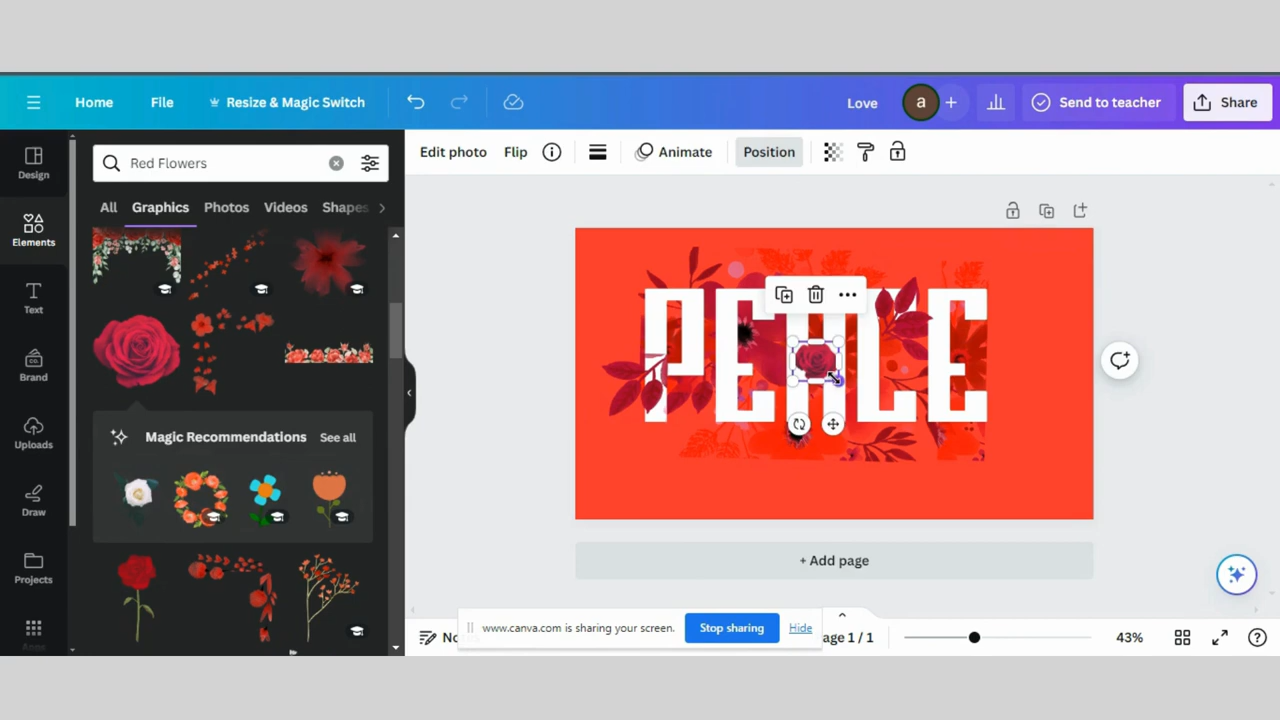 Home File Resize & Magic Switch Love a + Send to teacher Share
Design
Elements
Text
Brand
Uploads
Draw
Projects
Apps
Red Flowers
All Graphics Photos Videos Shapes
Magic Recommendations See all
Edit photo Flip Animate Position
+ Add page
www.canva.com is sharing your screen. Stop sharing Hide
age 1 / 1 43%